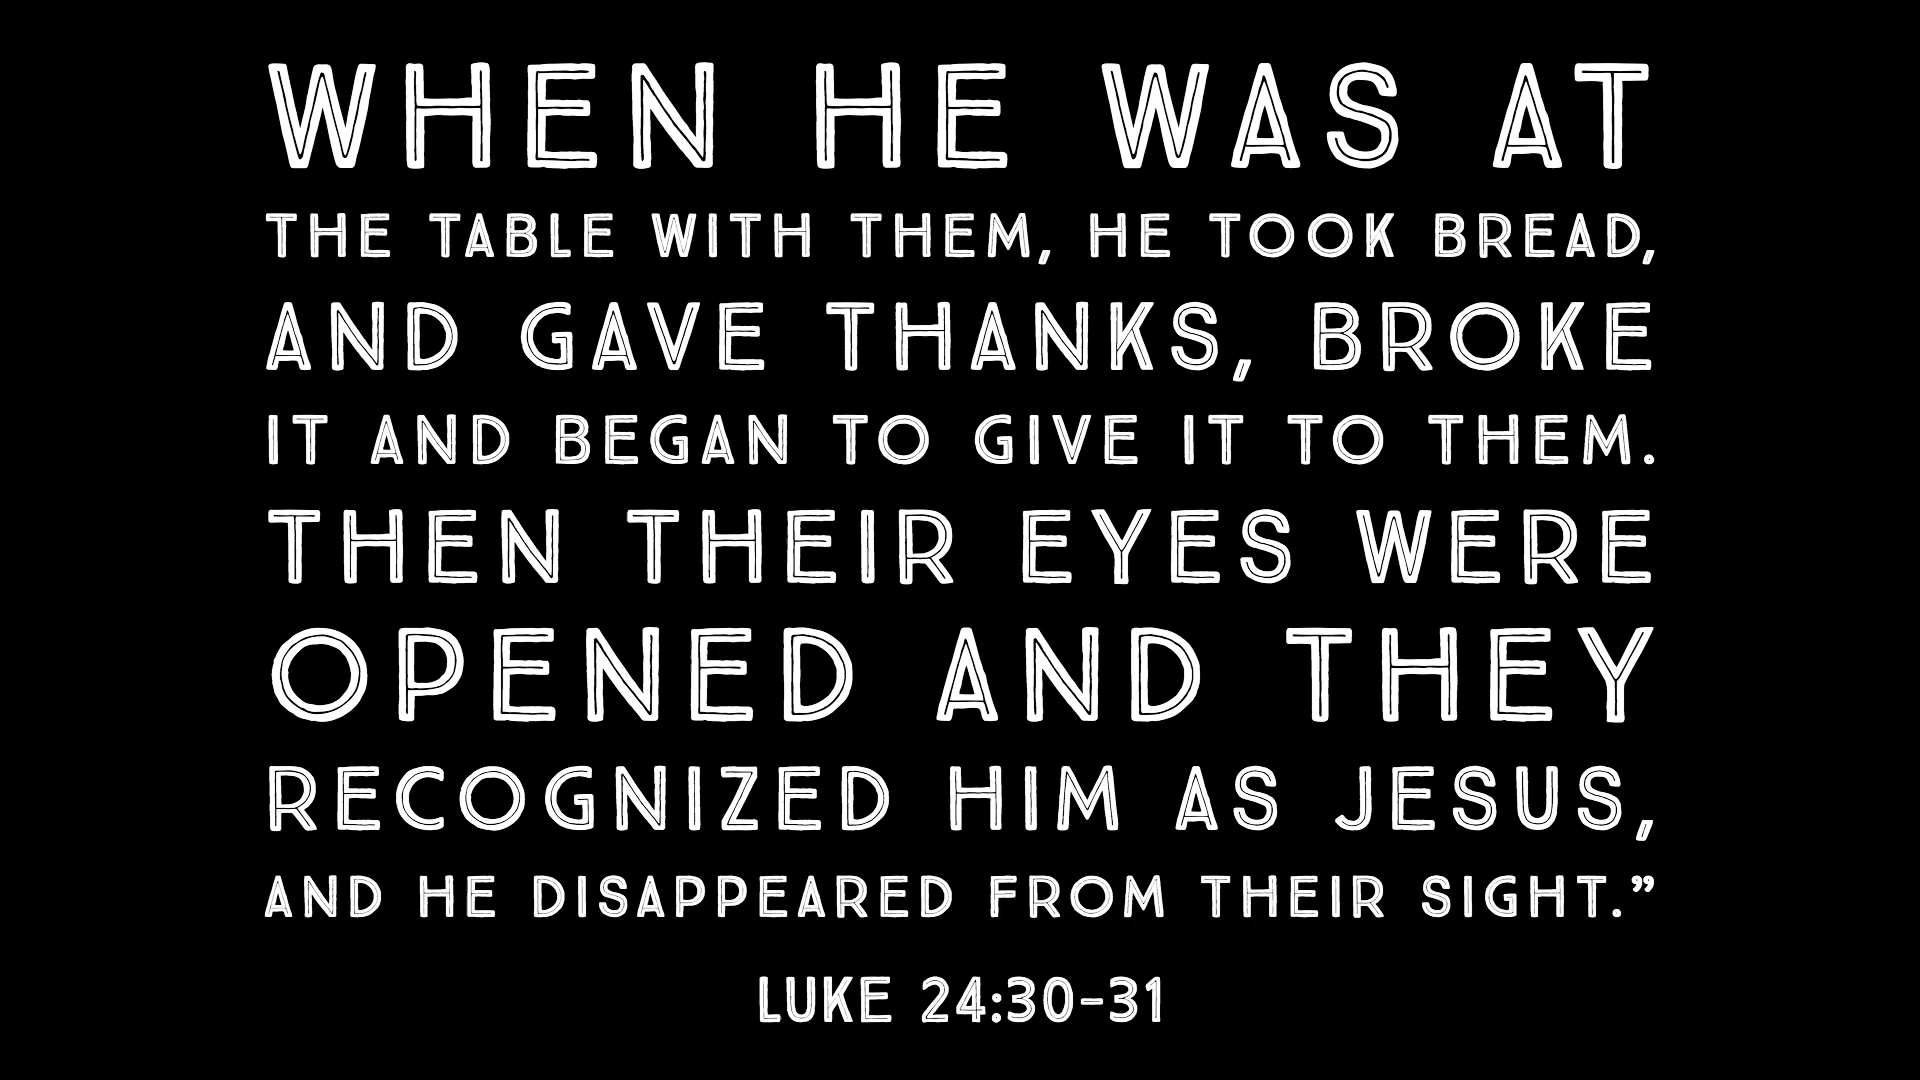 WHEN HE WAS AT
THE TABLE WITH THEM, HE TOOK BREAD,
AND GAVE THANKS, BROKE
IT AND BEGAN TO GIVE IT TO THEM.
THEN THEIR EYES WERE
OPENED AND THEY
RECOGNIZED HIM AS JESUS,
AND HE DISAPPEARED FROM THEIR SIGHT.”
LUKE 24:30-31